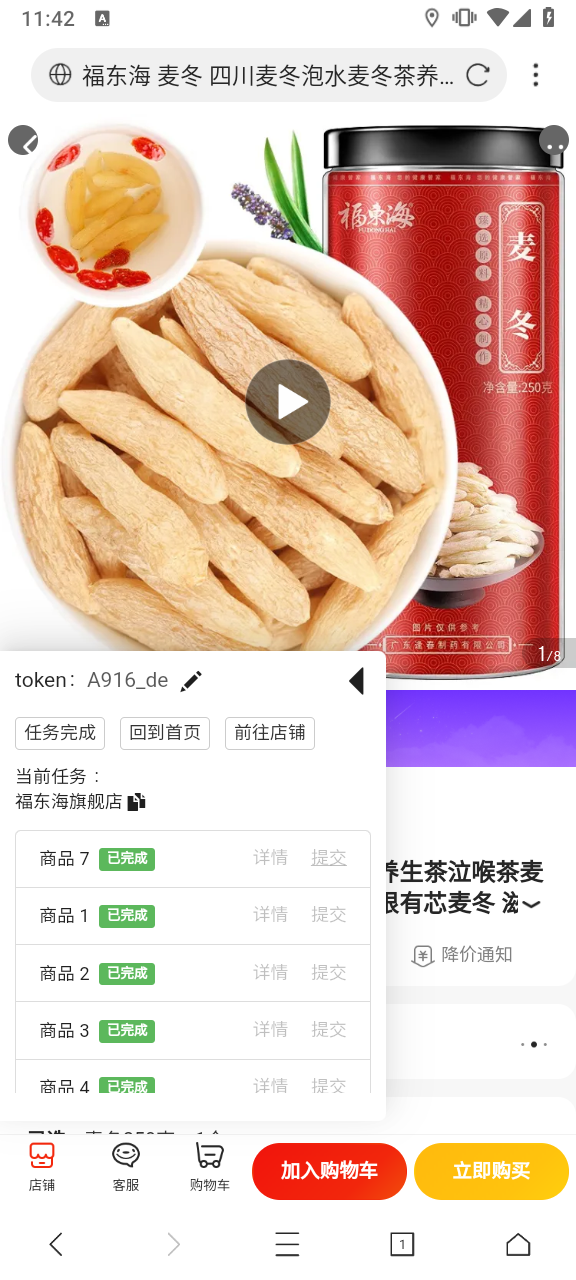 11:42
A
福东海 麦冬 四川麦冬泡水麦冬茶养...
福東海
FU DONG HAI
臻选原料
精心制作
麦冬
净含量:250克
图片仅供参考
广东逢春制药有限公司
1/8
token: A916_de
任务完成 回到首页 前往店铺
当前任务：
福东海旗舰店
商品 7 已完成 详情 提交
商品 1 已完成 详情 提交
商品 2 已完成 详情 提交
商品 3 已完成 详情 提交
商品 4 已完成 详情 提交
养生茶泣喉茶麦
根有芯麦冬 滋
降价通知
店铺 客服 购物车 加入购物车 立即购买
1